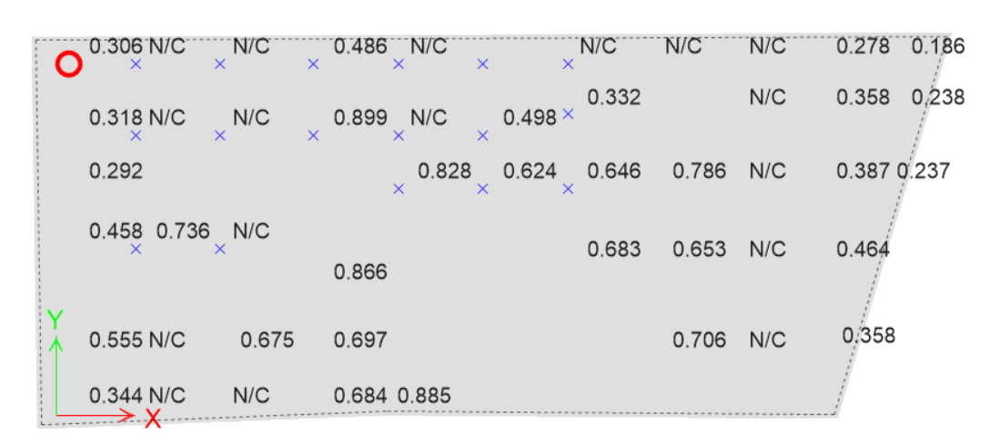 0.306 N/C N/C 0.486 N/C N/C N/C N/C 0.278 0.186
0.332 N/C 0.358 0.238
0.318 N/C N/C 0.899 N/C 0.498
0.292 0.828 0.624 0.646 0.786 N/C 0.387 0.237
0.458 0.736 N/C
0.683 0.653 N/C 0.464
0.866
Y
0.555 N/C 0.675 0.697 0.706 N/C 0.358
0.344 N/C N/C 0.684 0.885
X